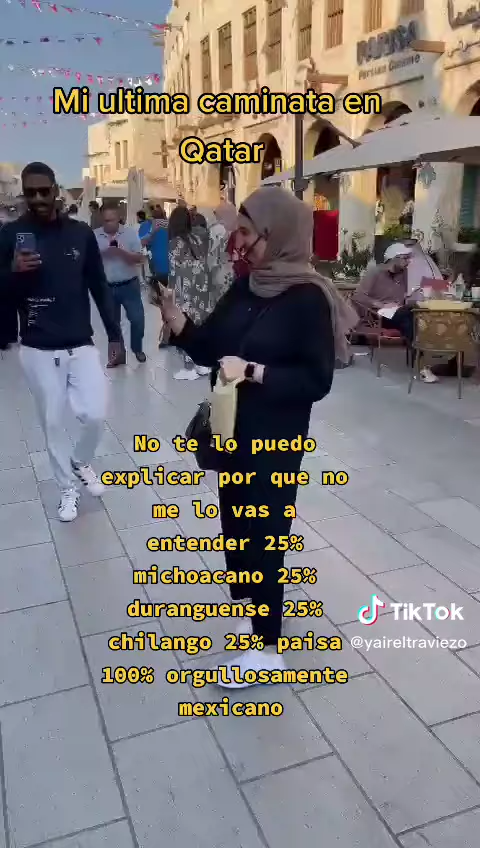 Mi ultima caminata en
Qatar
PARISA
Persian Cuisine
No te lo puedo
explicar por que no
me lo vas a
entender 25%
michoacano 25%
duranguense 25%
chilango 25% paisa
100% orgullosamente
mexicano
TikTok
@yaireltraviezo